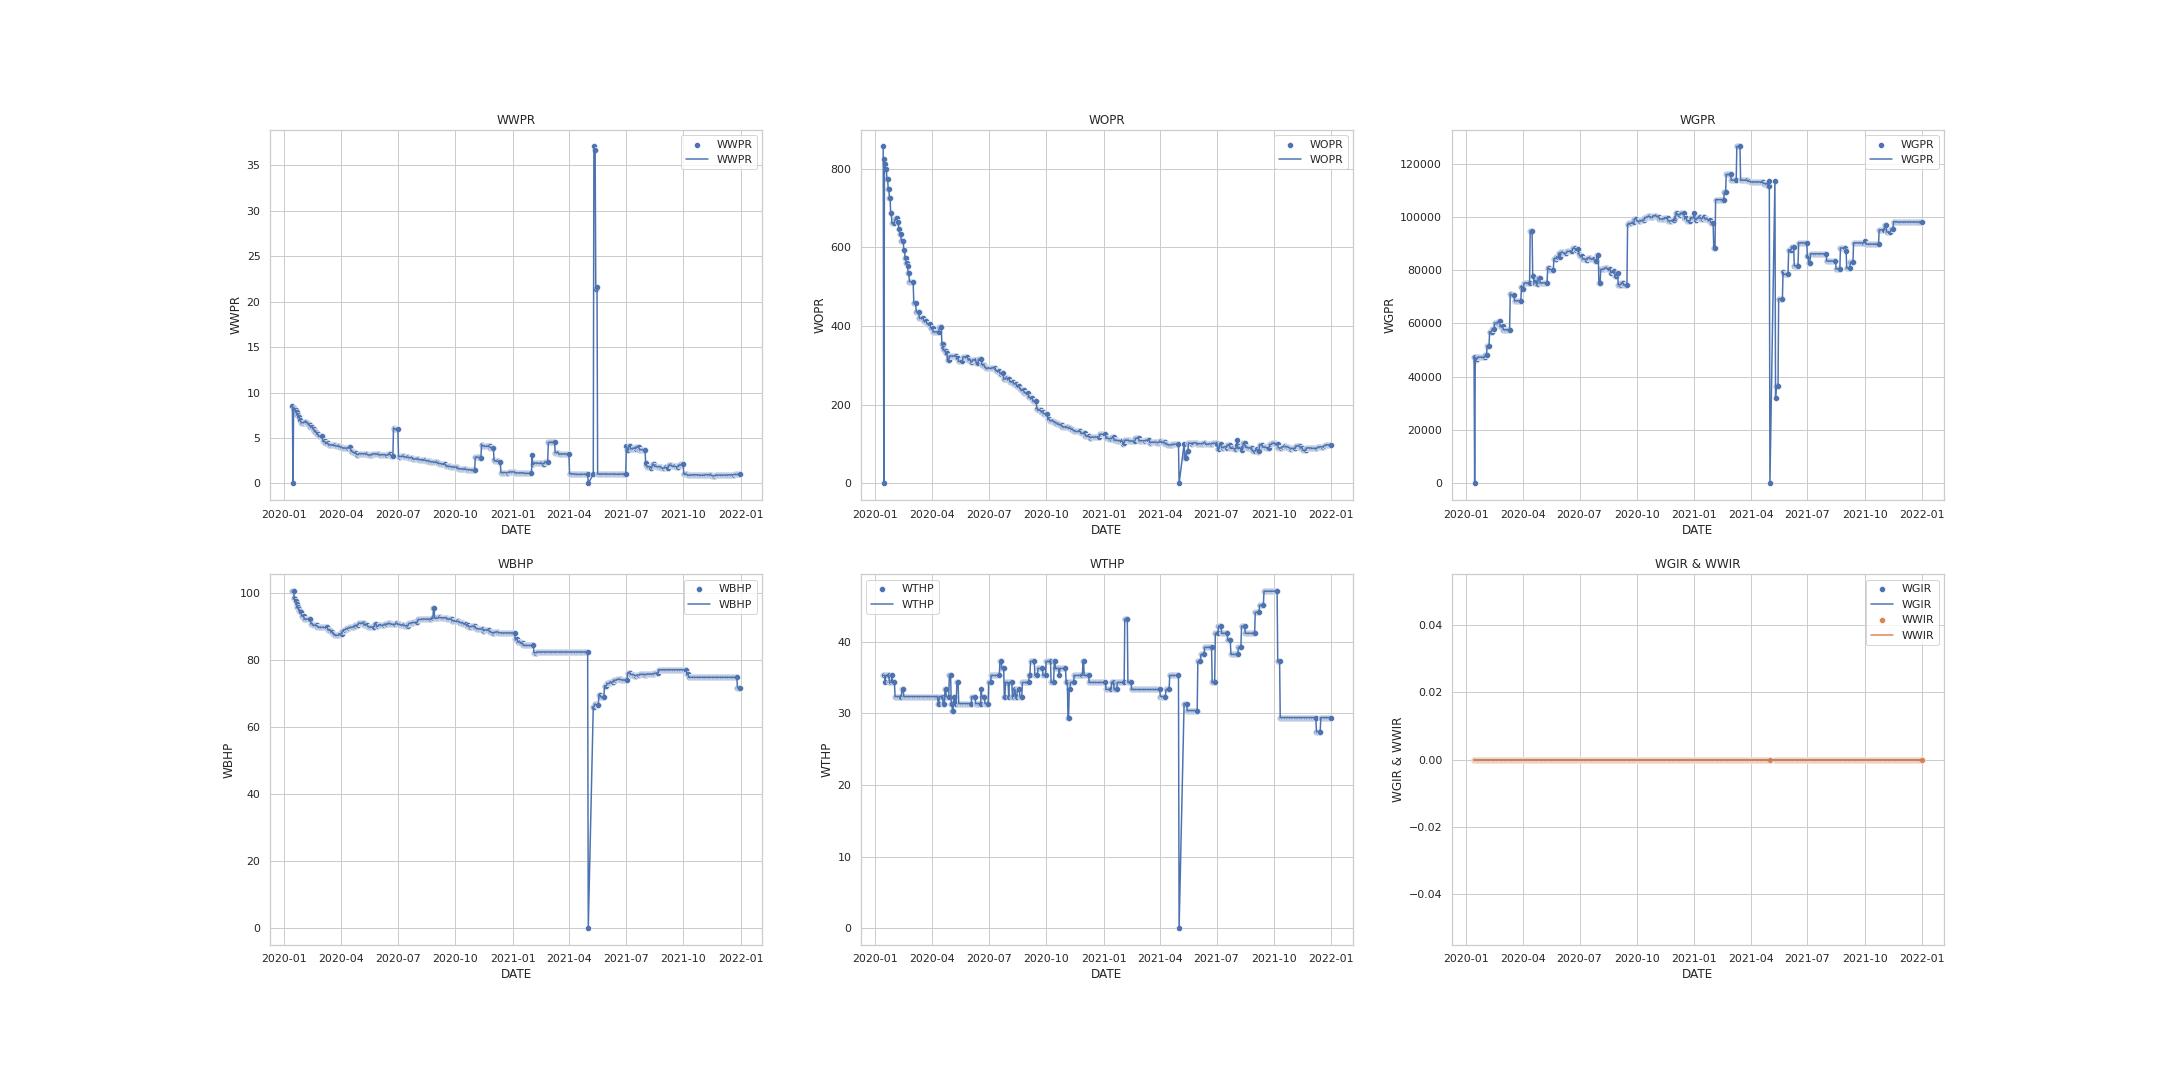 WWPR
WWPR
WWPR
35
30
25
20
15
10
5
0
WWPR
2020-01 2020-04 2020-07 2020-10 2021-01 2021-04 2021-07 2021-10 2022-01
DATE
WOPR
WOPR
WOPR
800
600
400
200
0
WOPR
2020-01 2020-04 2020-07 2020-10 2021-01 2021-04 2021-07 2021-10 2022-01
DATE
WGPR
WGPR
WGPR
120000
100000
80000
60000
40000
20000
0
WGPR
2020-01 2020-04 2020-07 2020-10 2021-01 2021-04 2021-07 2021-10 2022-01
DATE
WBHP
WBHP
WBHP
100
80
60
40
20
0
WBHP
2020-01 2020-04 2020-07 2020-10 2021-01 2021-04 2021-07 2021-10 2022-01
DATE
WTHP
WTHP
WTHP
40
30
20
10
0
WTHP
2020-01 2020-04 2020-07 2020-10 2021-01 2021-04 2021-07 2021-10 2022-01
DATE
WGIR & WWIR
WGIR
WGIR
WWIR
WWIR
0.04
0.02
0.00
−0.02
−0.04
WGIR & WWIR
2020-01 2020-04 2020-07 2020-10 2021-01 2021-04 2021-07 2021-10 2022-01
DATE